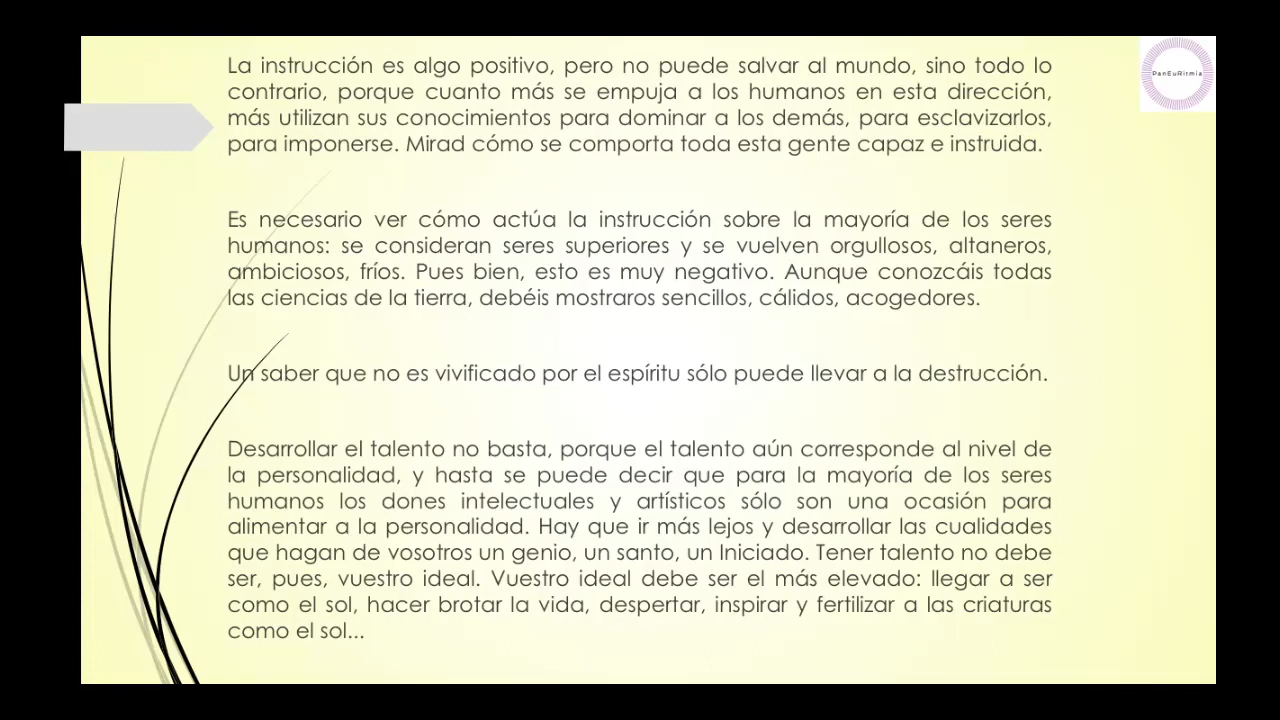 La instrucción es algo positivo, pero no puede salvar al mundo, sino todo lo
contrario, porque cuanto más se empuja a los humanos en esta dirección,
más utilizan sus conocimientos para dominar a los demás, para esclavizarlos,
para imponerse. Mirad cómo se comporta toda esta gente capaz e instruida.
Es necesario ver cómo actúa la instrucción sobre la mayoría de los seres
humanos: se consideran seres superiores y se vuelven orgullosos, altaneros,
ambiciosos, fríos. Pues bien, esto es muy negativo. Aunque conozcáis todas
las ciencias de la tierra, debéis mostraros sencillos, cálidos, acogedores.
Un saber que no es vivificado por el espíritu sólo puede llevar a la destrucción.
Desarrollar el talento no basta, porque el talento aún corresponde al nivel de
la personalidad, y hasta se puede decir que para la mayoría de los seres
humanos los dones intelectuales y artísticos sólo son una ocasión para
alimentar a la personalidad. Hay que ir más lejos y desarrollar las cualidades
que hagan de vosotros un genio, un santo, un Iniciado. Tener talento no debe
ser, pues, vuestro ideal. Vuestro ideal debe ser el más elevado: llegar a ser
como el sol, hacer brotar la vida, despertar, inspirar y fertilizar a las criaturas
como el sol...
PanEuRitmia